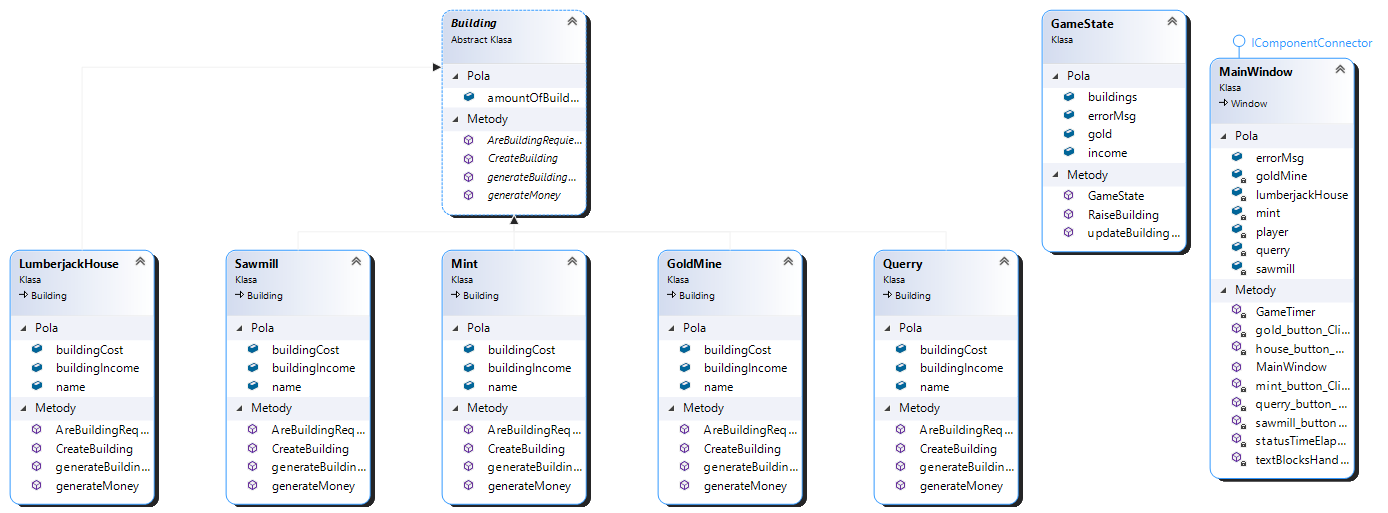 Building
Abstract Klasa
Pola
amountOfBuild...
Metody
AreBuildingRequie...
CreateBuilding
generateBuilding...
generateMoney
GameState
Klasa
Pola
buildings
errorMsg
gold
income
Metody
GameState
RaiseBuilding
updateBuilding...
IComponentConnector
MainWindow
Klasa
Window
Pola
errorMsg
goldMine
lumberjackHouse
mint
player
querry
sawmill
Metody
GameTimer
gold_button_Cli...
house_button_...
MainWindow
mint_button_Cli...
querry_button_...
sawmill_button...
statusTimeElap...
textBlocksHand...
LumberjackHouse
Klasa
Building
Pola
buildingCost
buildingIncome
name
Metody
AreBuildingReq...
CreateBuilding
generateBuildin...
generateMoney
Sawmill
Klasa
Building
Pola
buildingCost
buildingIncome
name
Metody
AreBuildingReq...
CreateBuilding
generateBuildin...
generateMoney
Mint
Klasa
Building
Pola
buildingCost
buildingIncome
name
Metody
AreBuildingReq...
CreateBuilding
generateBuildin...
generateMoney
GoldMine
Klasa
Building
Pola
buildingCost
buildingIncome
name
Metody
AreBuildingReq...
CreateBuilding
generateBuildin...
generateMoney
Querry
Klasa
Building
Pola
buildingCost
buildingIncome
name
Metody
AreBuildingReq...
CreateBuilding
generateBuildin...
generateMoney